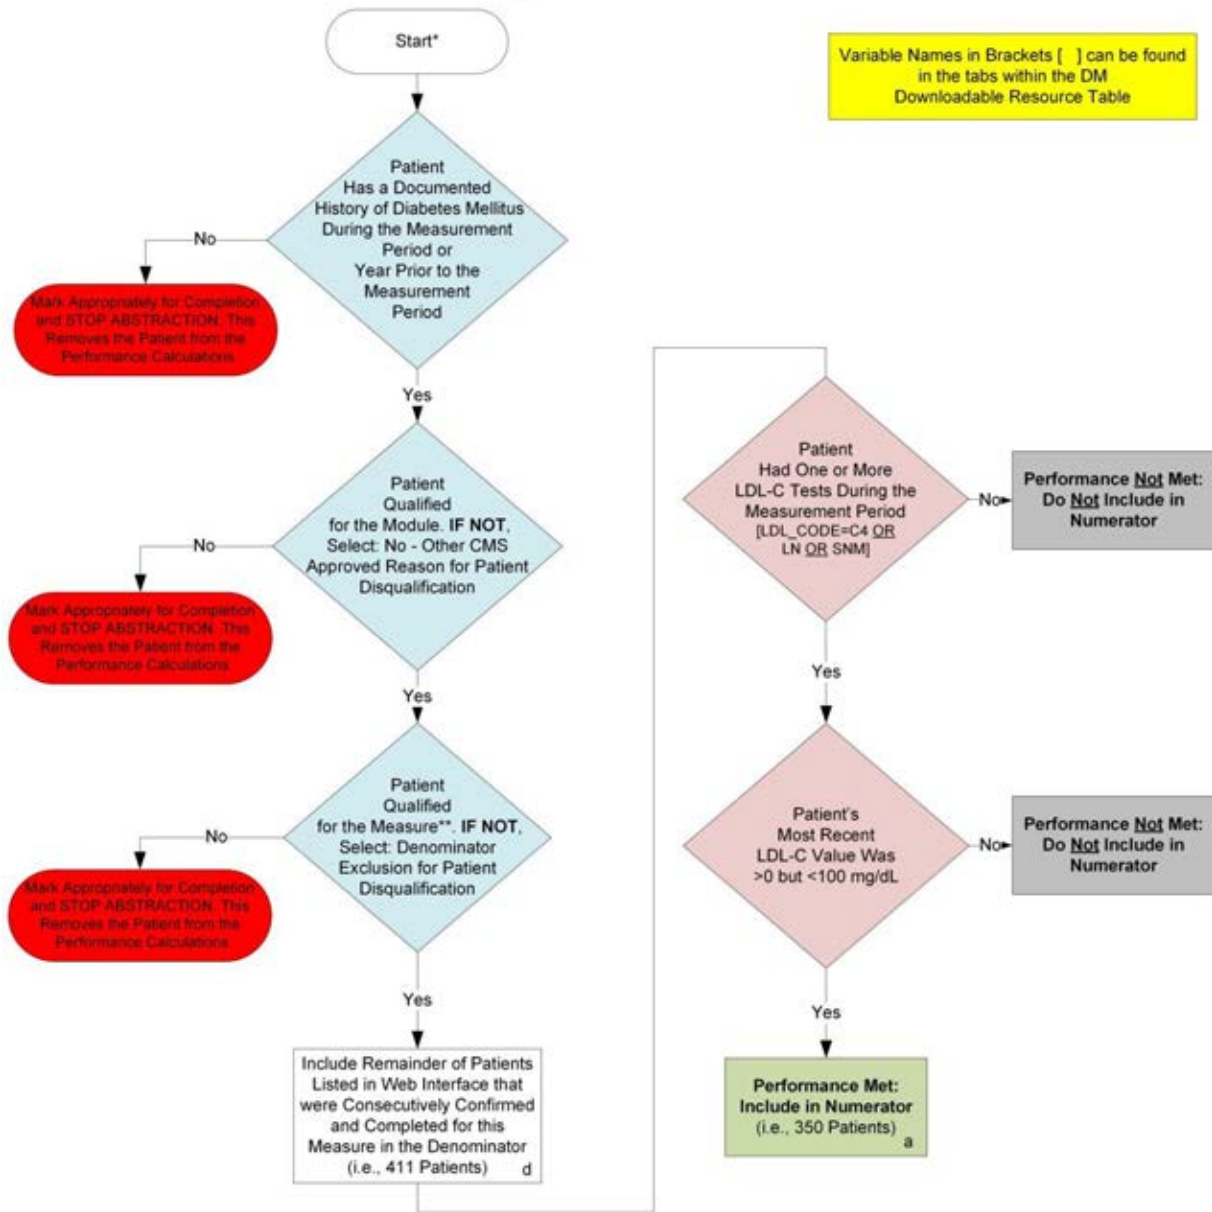 Start*
Variable Names in Brackets [ ] can be found
in the tabs within the DM
Downloadable Resource Table
Patient
Has a Documented
History of Diabetes Mellitus
During the Measurement
Period or
Year Prior to the
Measurement
Period
No
Mark Appropriately for Completion
and STOP ABSTRACTION. This
Removes the Patient from the
Performance Calculations
Yes
Patient
Qualified
for the Module. IF NOT,
Select: No - Other CMS
Approved Reason for Patient
Disqualification
No
Mark Appropriately for Completion
and STOP ABSTRACTION. This
Removes the Patient from the
Performance Calculations
Yes
Patient
Qualified
for the Measure**. IF NOT,
Select: Denominator
Exclusion for Patient
Disqualification
No
Mark Appropriately for Completion
and STOP ABSTRACTION. This
Removes the Patient from the
Performance Calculations
Yes
Include Remainder of Patients
Listed in Web Interface that
were Consecutively Confirmed
and Completed for this
Measure in the Denominator
(i.e., 411 Patients) d
Patient
Had One or More
LDL-C Tests During the
Measurement Period
[LDL_CODE=C4 OR
LN OR SNM]
No
Performance Not Met:
Do Not Include in
Numerator
Yes
Patient's
Most Recent
LDL-C Value Was
>0 but <100 mg/dL
No
Performance Not Met:
Do Not Include in
Numerator
Yes
Performance Met:
Include in Numerator
(i.e., 350 Patients)
a